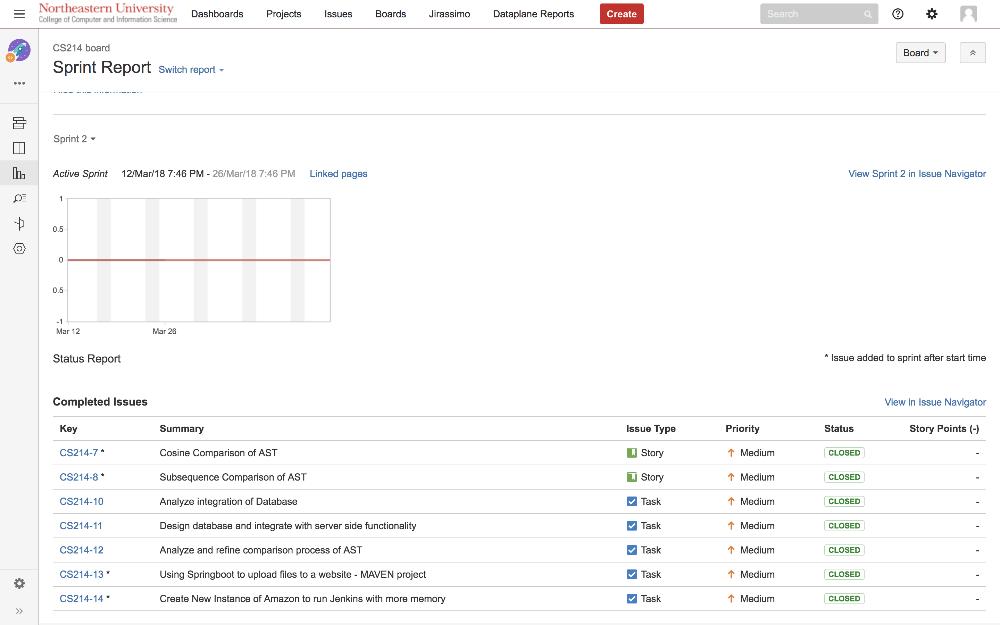 Northeastern University
College of Computer and Information Science
Dashboards Projects Issues Boards Jirassimo Dataplane Reports Create Search
CS214 board
Sprint Report Switch report
Board
Hide this information
Sprint 2
Active Sprint 12/Mar/18 7:46 PM - 26/Mar/18 7:46 PM Linked pages View Sprint 2 in Issue Navigator
1
0.5
0
0.5
-1
Mar 12 Mar 26
Status Report * Issue added to sprint after start time
Completed Issues View in Issue Navigator
Key Summary Issue Type Priority Status Story Points (-)
CS214-7 * Cosine Comparison of AST Story Medium CLOSED -
CS214-8 * Subsequence Comparison of AST Story Medium CLOSED -
CS214-10 Analyze integration of Database Task Medium CLOSED -
CS214-11 Design database and integrate with server side functionality Task Medium CLOSED -
CS214-12 Analyze and refine comparison process of AST Task Medium CLOSED -
CS214-13 * Using Springboot to upload files to a website - MAVEN project Task Medium CLOSED -
CS214-14 * Create New Instance of Amazon to run Jenkins with more memory Task Medium CLOSED -